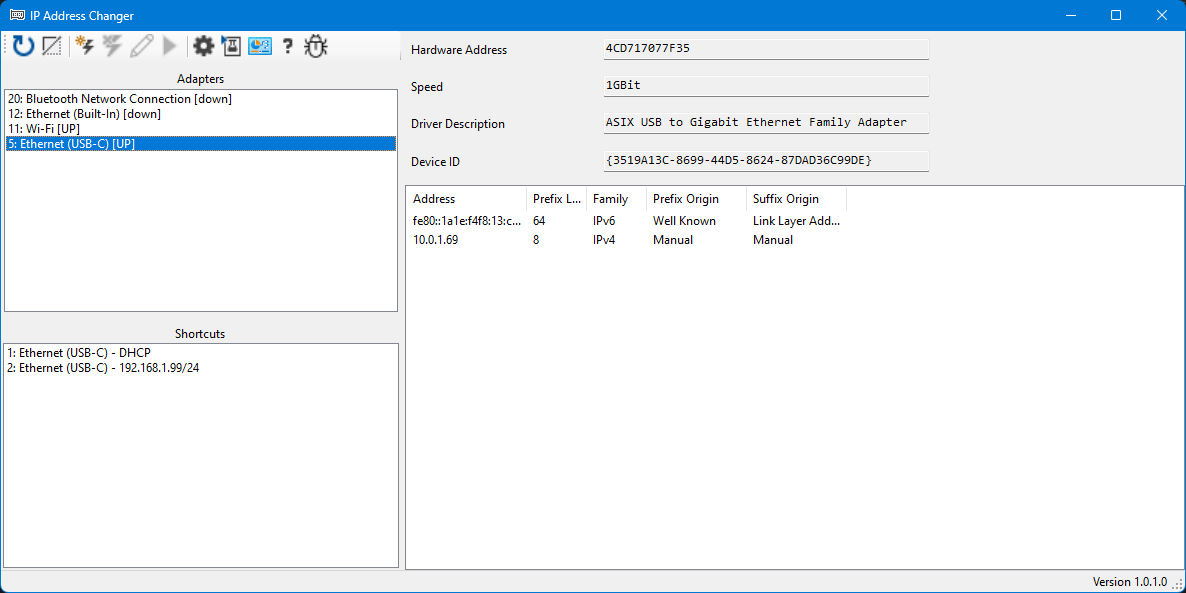 IP Address Changer
Adapters
20: Bluetooth Network Connection [down]
12: Ethernet (Built-In) [down]
11: Wi-Fi [UP]
5: Ethernet (USB-C) [UP]
Shortcuts
1: Ethernet (USB-C) - DHCP
2: Ethernet (USB-C) - 192.168.1.99/24
Hardware Address 4CD717077F35
Speed 1GBit
Driver Description ASIX USB to Gigabit Ethernet Family Adapter
Device ID {3519A13C-8699-44D5-8624-87DAD36C99DE}
Address Prefix L... Family Prefix Origin Suffix Origin
fe80::1a1e:f4f8:13:c... 64 IPv6 Well Known Link Layer Add...
10.0.1.69 8 IPv4 Manual Manual
Version 1.0.1.0